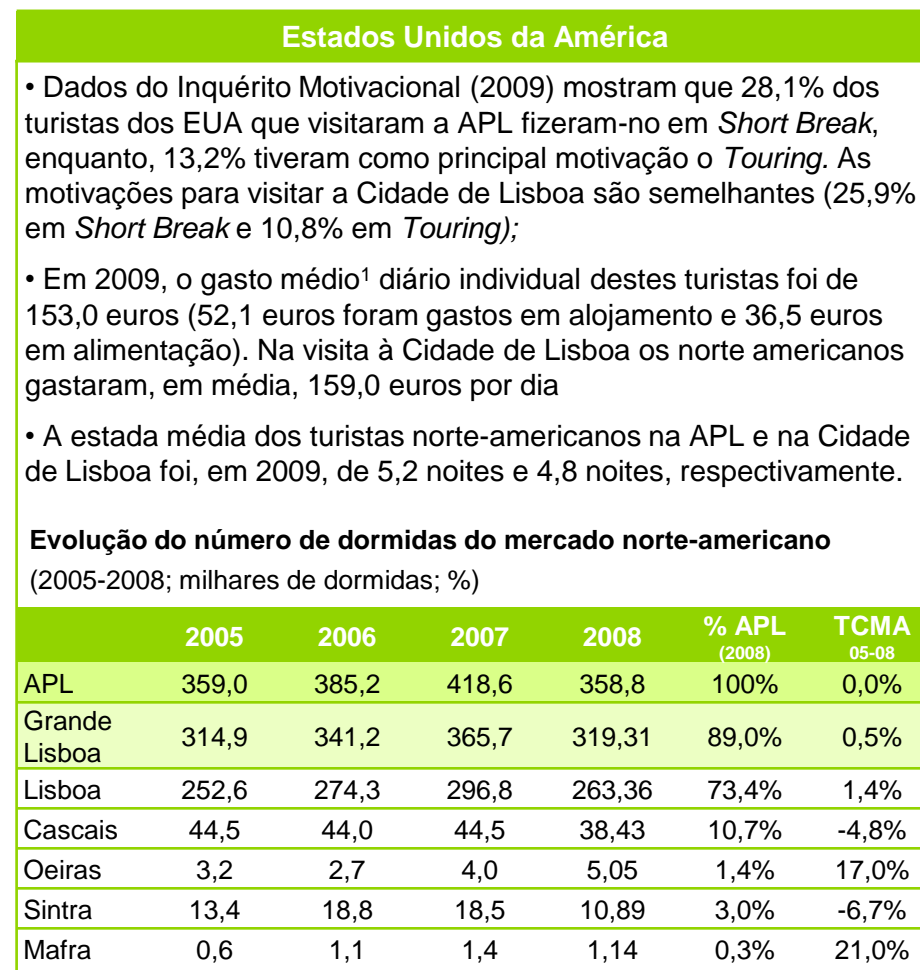 Estados Unidos da América
• Dados do Inquérito Motivacional (2009) mostram que 28,1% dos
turistas dos EUA que visitaram a APL fizeram-no em Short Break,
enquanto, 13,2% tiveram como principal motivação o Touring. As
motivações para visitar a Cidade de Lisboa são semelhantes (25,9%
em Short Break e 10,8% em Touring);
• Em 2009, o gasto médio¹ diário individual destes turistas foi de
153,0 euros (52,1 euros foram gastos em alojamento e 36,5 euros
em alimentação). Na visita à Cidade de Lisboa os norte americanos
gastaram, em média, 159,0 euros por dia
• A estada média dos turistas norte-americanos na APL e na Cidade
de Lisboa foi, em 2009, de 5,2 noites e 4,8 noites, respectivamente.
Evolução do número de dormidas do mercado norte-americano
(2005-2008; milhares de dormidas; %)
2005 2006 2007 2008 % APL (2008) TCMA 05-08
APL 359,0 385,2 418,6 358,8 100% 0,0%
Grande Lisboa 314,9 341,2 365,7 319,31 89,0% 0,5%
Lisboa 252,6 274,3 296,8 263,36 73,4% 1,4%
Cascais 44,5 44,0 44,5 38,43 10,7% -4,8%
Oeiras 3,2 2,7 4,0 5,05 1,4% 17,0%
Sintra 13,4 18,8 18,5 10,89 3,0% -6,7%
Mafra 0,6 1,1 1,4 1,14 0,3% 21,0%